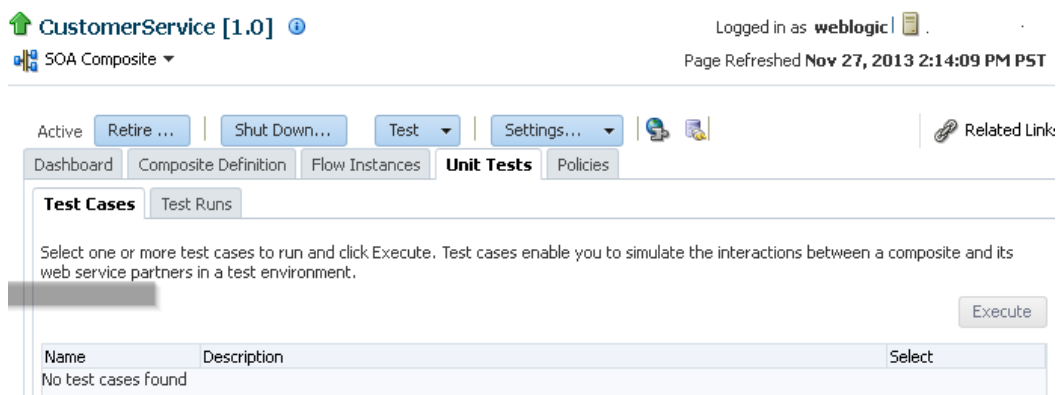 CustomerService [1.0]
Logged in as weblogic
SOA Composite
Page Refreshed Nov 27, 2013 2:14:09 PM PST
Active Retire ... Shut Down... Test Settings... Related Links
Dashboard Composite Definition Flow Instances Unit Tests Policies
Test Cases Test Runs
Select one or more test cases to run and click Execute. Test cases enable you to simulate the interactions between a composite and its
web service partners in a test environment.
Execute
Name Description Select
No test cases found